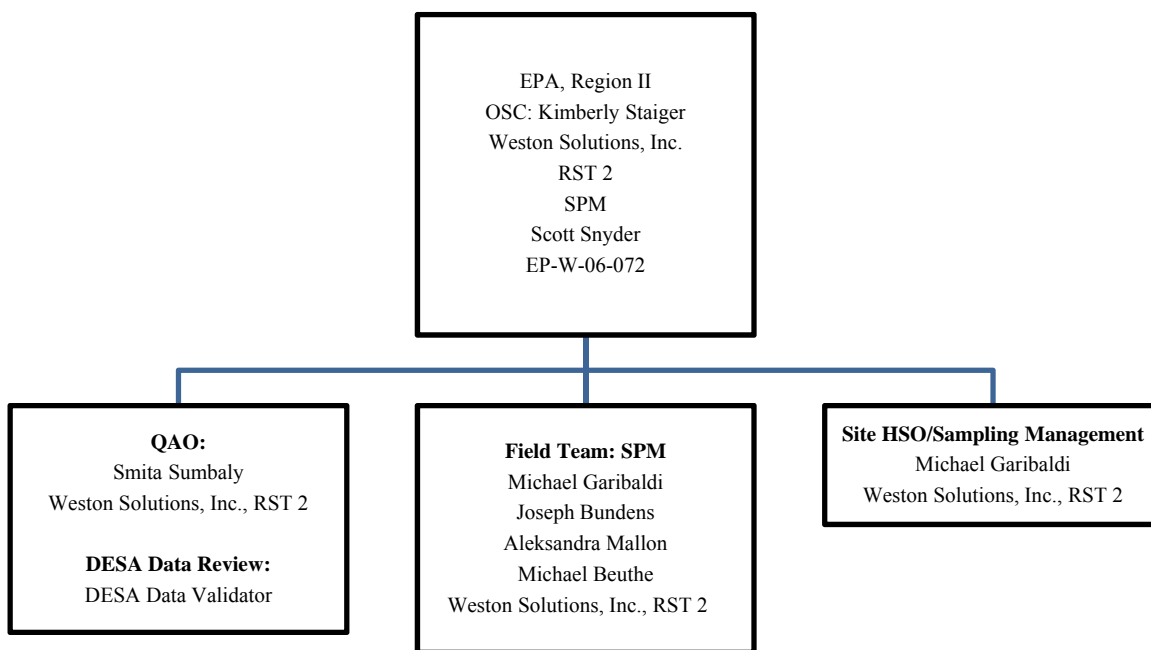 EPA, Region II
OSC: Kimberly Staiger
Weston Solutions, Inc.
RST 2
SPM
Scott Snyder
EP-W-06-072
QAO:
Smita Sumbaly
Weston Solutions, Inc., RST 2
DESA Data Review:
DESA Data Validator
Field Team: SPM
Michael Garibaldi
Joseph Bundens
Aleksandra Mallon
Michael Beuthe
Weston Solutions, Inc., RST 2
Site HSO/Sampling Management
Michael Garibaldi
Weston Solutions, Inc., RST 2